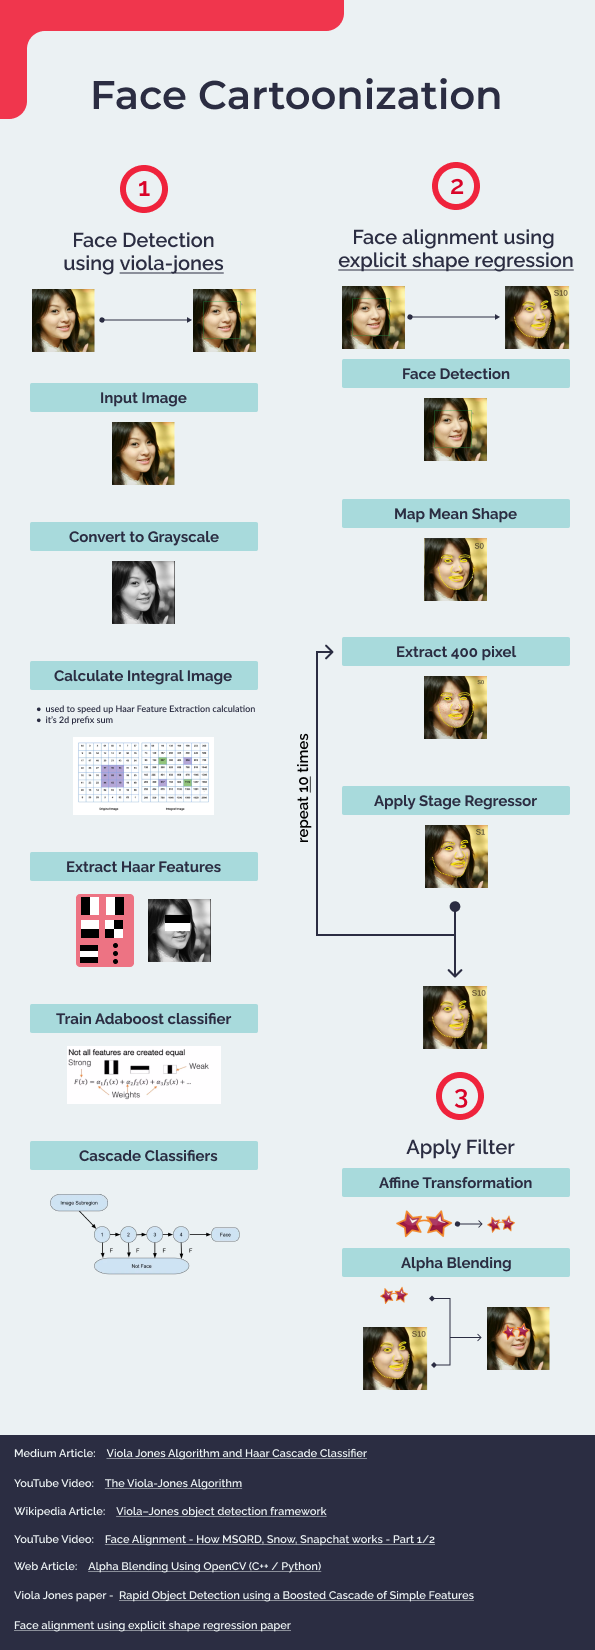 Face Cartoonization
1
Face Detection
using viola-jones
Input Image
Convert to Grayscale
Calculate Integral Image
• used to speed up Haar Feature Extraction calculation
• it's 2d prefix sum
Original image
Integral image
Extract Haar Features
Train Adaboost classifier
Not all features are created equal
Strong
Weak
F(x) = α₁f₁(x) + α₂f₂(x) + α₃f₃(x) + ...
Weights
Cascade Classifiers
Image Subregion
1 2 3 4 Face
F F F F
Not Face
2
Face alignment using
explicit shape regression
S10
Face Detection
Map Mean Shape
S0
Extract 400 pixel
S0
repeat 10 times
Apply Stage Regressor
S1
S10
3
Apply Filter
Affine Transformation
Alpha Blending
S10
Medium Article: Viola Jones Algorithm and Haar Cascade Classifier
YouTube Video: The Viola-Jones Algorithm
Wikipedia Article: Viola–Jones object detection framework
YouTube Video: Face Alignment - How MSQRD, Snow, Snapchat works - Part 1/2
Web Article: Alpha Blending Using OpenCV (C++ / Python)
Viola Jones paper - Rapid Object Detection using a Boosted Cascade of Simple Features
Face alignment using explicit shape regression paper